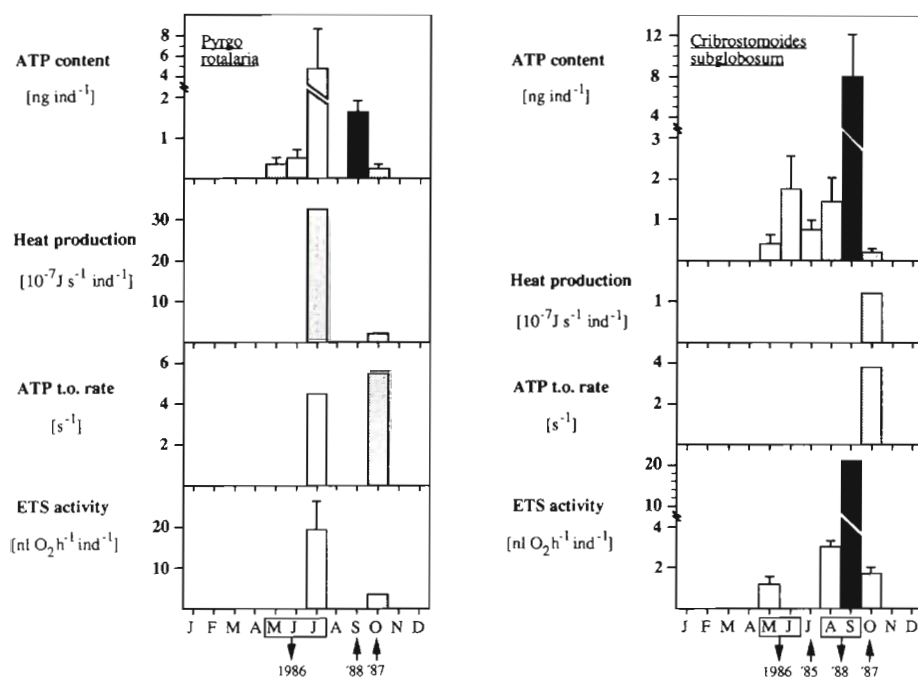 Pyrgo
rotalaria
ATP content
[ng ind⁻¹]
8
6
4
2
1
Heat production
[10⁻⁷J s⁻¹ ind⁻¹]
30
20
10
ATP t.o. rate
[s⁻¹]
6
4
2
ETS activity
[nl O₂h⁻¹ind⁻¹]
20
10
J F M A M J J A S O N D
1986 '88 '87
Cribrostomoides
subglobosum
ATP content
[ng ind⁻¹]
12
8
4
3
2
1
Heat production
[10⁻⁷J s⁻¹ ind⁻¹]
1
ATP t.o. rate
[s⁻¹]
4
2
ETS activity
[nl O₂h⁻¹ind⁻¹]
20
10
4
2
J F M A M J J A S O N D
1986 '85 '88 '87